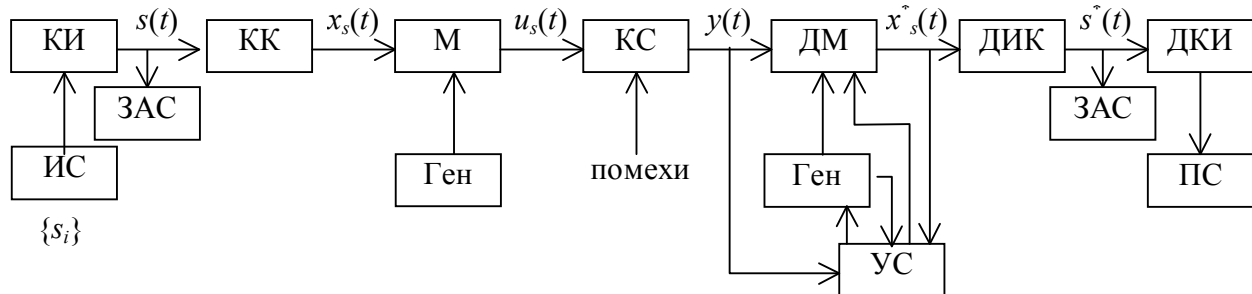 КИ s(t) КК x_s(t) М u_s(t) КС y(t) ДМ x^*_s(t) ДИК s^*(t) ДКИ
ЗАС ЗАС
ИС Ген помехи Ген ПС
{s_i}
УС